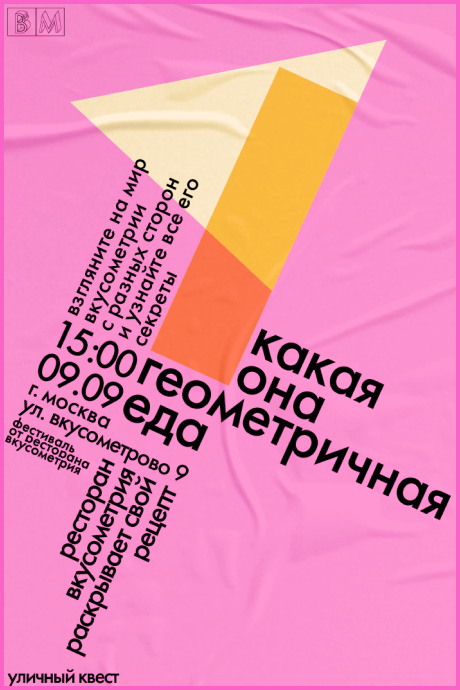 ВМ
взгляните на мир
вкусометрии
с разных сторон
и узнайте все его
секреты
15:00
09.09
г. москва
ул. вкусометрово 9
фестиваль
от ресторана
вкусометрия
какая
она
геометричная
еда
ресторан
вкусометрия
раскрывает свой
рецепт
уличный квест